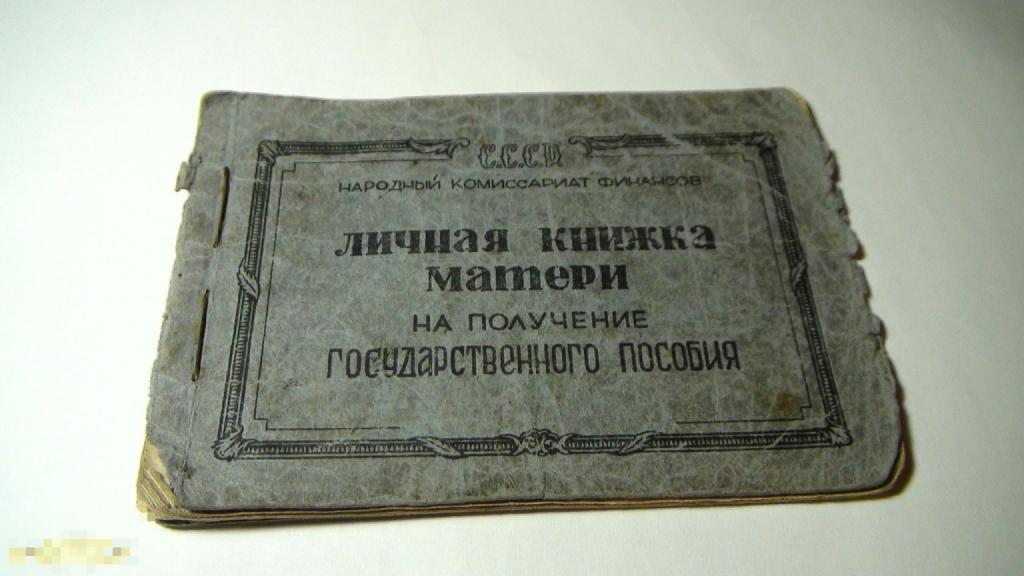 С.С.С.Р.
НАРОДНЫЙ КОМИССАРИАТ ФИНАНСОВ
ЛИЧНАЯ КНИЖКА
МАТЕРИ
НА ПОЛУЧЕНИЕ
ГОСУДАРСТВЕННОГО ПОСОБИЯ